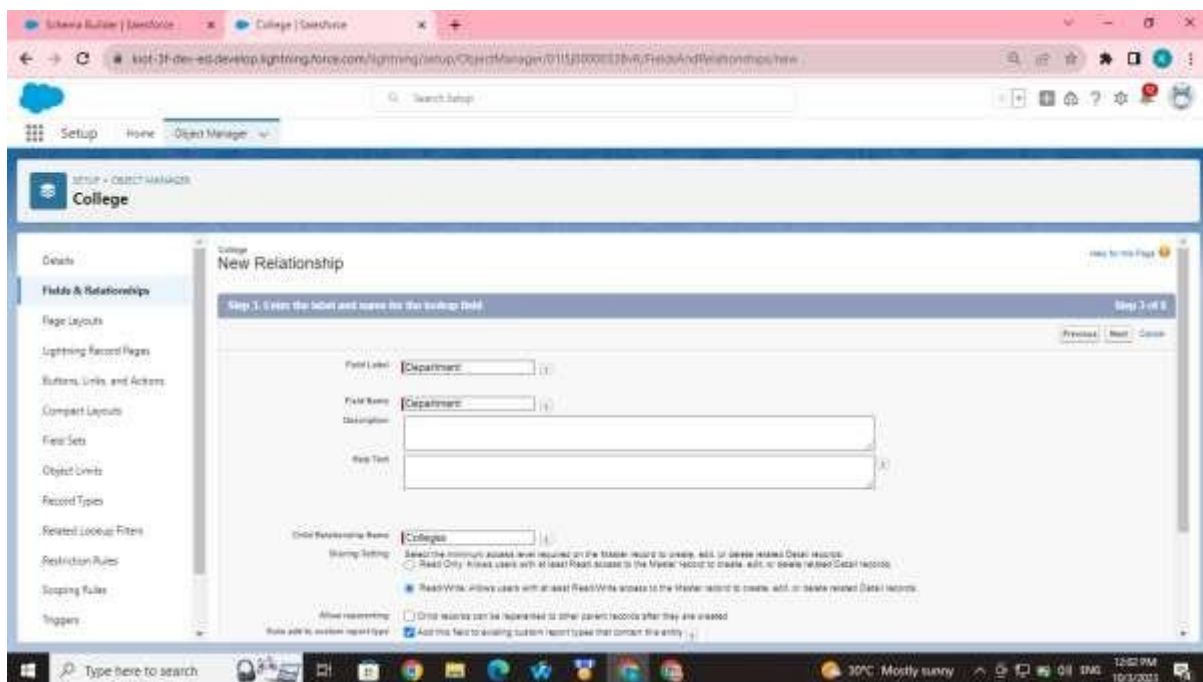 Schema Builder | Salesforce
College | Salesforce
Search Setup
Setup Home Object Manager
SETUP > OBJECT MANAGER
College
Details
Fields & Relationships
Page Layouts
Lightning Record Pages
Buttons, Links, and Actions
Compact Layouts
Field Sets
Object Limits
Record Types
Related Lookup Filters
Restriction Rules
Scoping Rules
Triggers
College
New Relationship
Help for this Page
Step 3. Enter the label and name for the lookup field
Step 3 of 6
Previous Next Cancel
Field Label Department
Field Name Department
Description
Help Text
Child Relationship Name Colleges
Sharing Setting Select the minimum access level required on the Master record to create, edit, or delete related Detail records:
Read Only: Allows users with at least Read access to the Master record to create, edit, or delete related Detail records.
Read/Write: Allows users with at least Read/Write access to the Master record to create, edit, or delete related Detail records.
Allow reparenting Child records can be reparented to other parent records after they are created
Auto add to custom report type Add this field to existing custom report types that contain this entity
Type here to search
30°C Mostly sunny
ENG
12:02 PM
10/3/2023